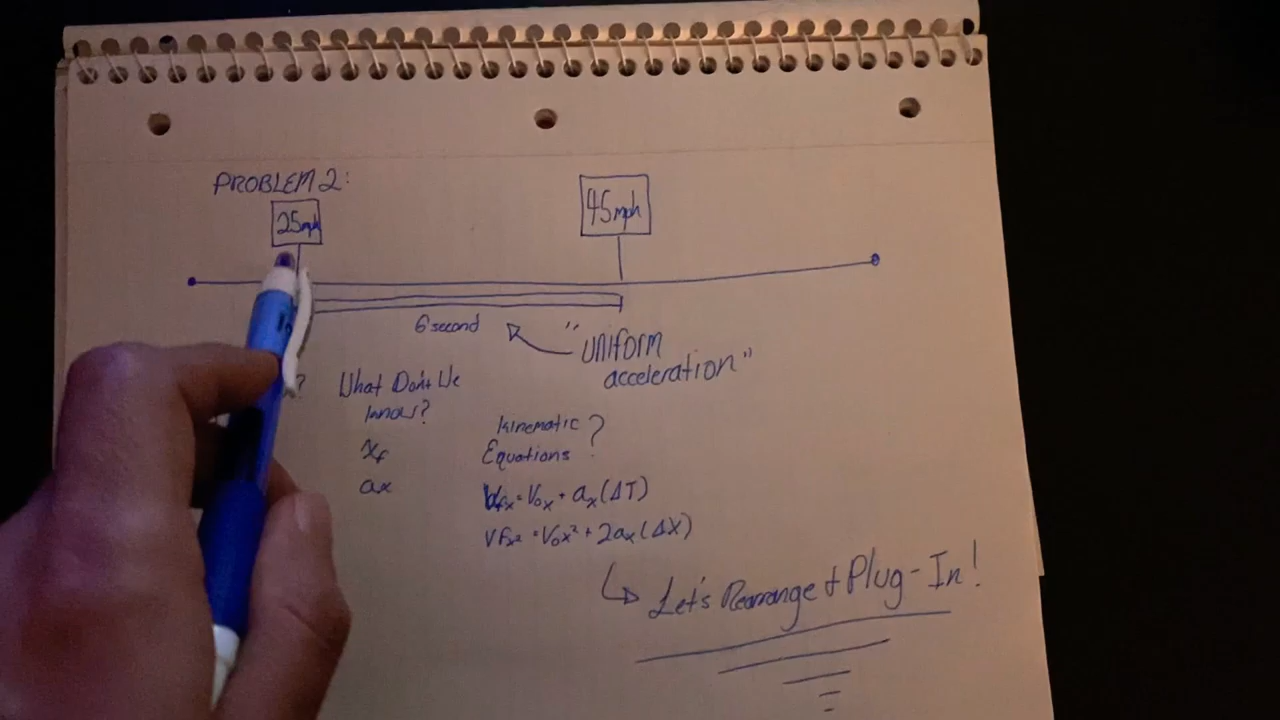 PROBLEM 2:
25mph
45mph
6 second
"UNIFORM
acceleration"
?
What Don't We
know?
xf
ax
Kinematic
Equations ?
Vfx = Vox + ax(ΔT)
VFx² = Vox² + 2ax(ΔX)
Let's Rearrange & Plug-In!